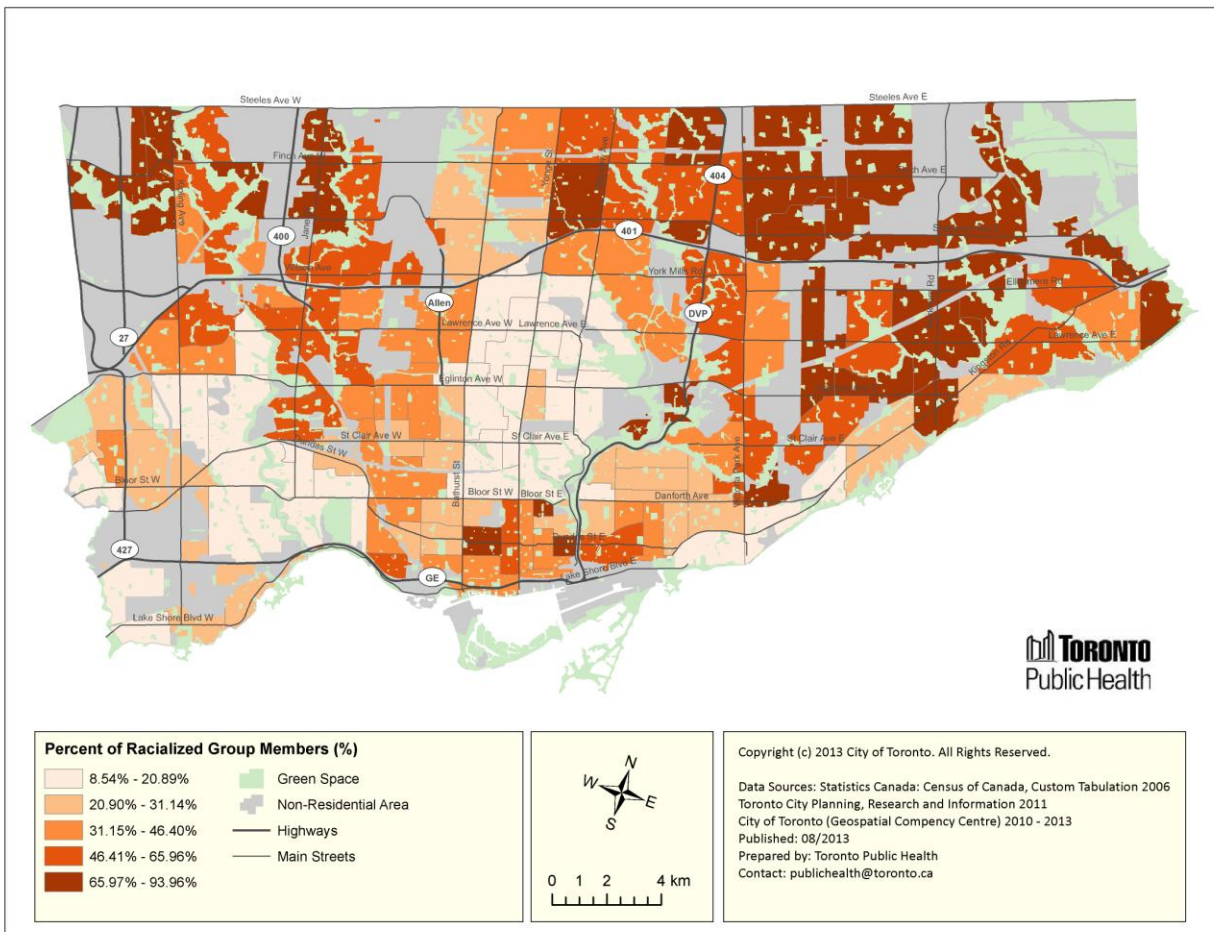 Steeles Ave W
Steeles Ave E
Finch Ave W
404
400
Jane
401
Wilson Ave
York Mills Rd
Ellesmere Rd
Allen
DVP
27
Lawrence Ave W
Lawrence Ave E
Lawrence Ave E
Kingston Rd
Eglinton Ave W
St Clair Ave W
St Clair Ave E
St Clair Ave E
Dundas St W
Bathurst St
Victoria Park Ave
Bloor St W
Bloor St W
Bloor St E
Danforth Ave
Dundas St E
427
GE
Lake Shore Blvd E
Lake Shore Blvd W
TORONTO
Public Health
Percent of Racialized Group Members (%)
8.54% - 20.89%
20.90% - 31.14%
31.15% - 46.40%
46.41% - 65.96%
65.97% - 93.96%
Green Space
Non-Residential Area
Highways
Main Streets
N
W
E
S
0 1 2 4 km
Copyright (c) 2013 City of Toronto. All Rights Reserved.
Data Sources: Statistics Canada: Census of Canada, Custom Tabulation 2006
Toronto City Planning, Research and Information 2011
City of Toronto (Geospatial Compency Centre) 2010 - 2013
Published: 08/2013
Prepared by: Toronto Public Health
Contact: publichealth@toronto.ca